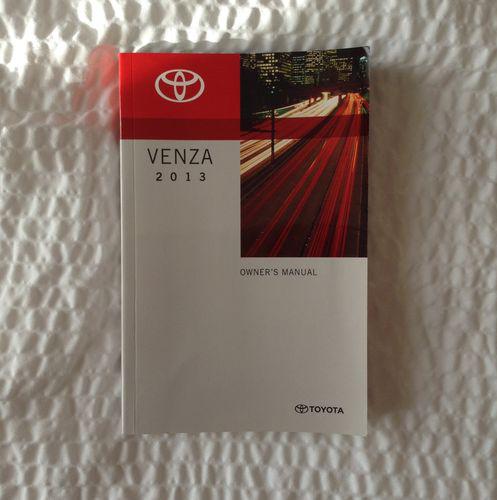 VENZA
2013
OWNER'S MANUAL
TOYOTA